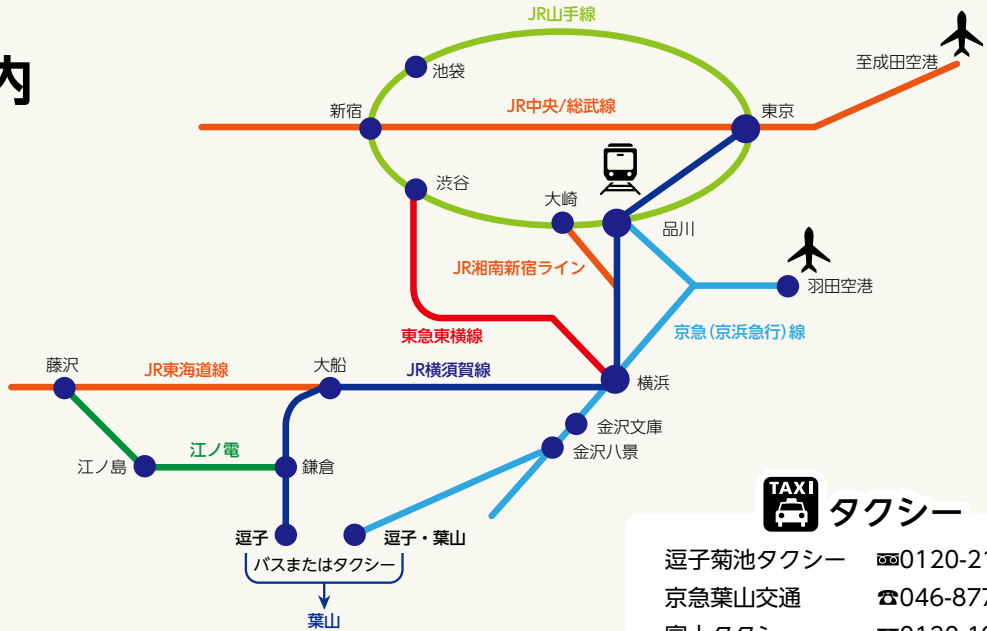 内
JR山手線
至成田空港
池袋
新宿
JR中央/総武線
東京
渋谷
大崎
品川
JR湘南新宿ライン
羽田空港
東急東横線
京急(京浜急行)線
藤沢
JR東海道線
大船
JR横須賀線
横浜
金沢文庫
江ノ電
金沢八景
江ノ島
鎌倉
TAXI
タクシー
逗子
逗子・葉山
バスまたはタクシー
逗子菊池タクシー 0120-21
京急葉山交通 ☎046-877
葉山